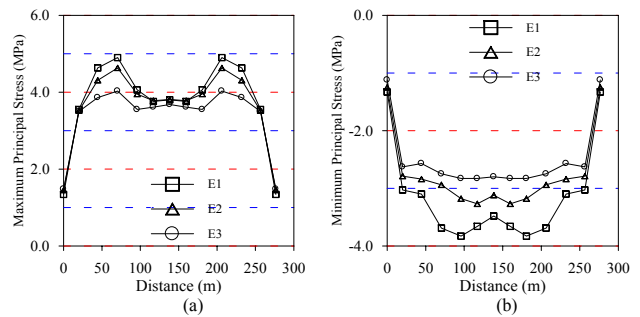 Maximum Principal Stress (MPa)
6.0
4.0
2.0
0.0
E1
E2
E3
0 50 100 150 200 250 300
Distance (m)
(a)
Minimum Principal Stress (MPa)
0.0
-2.0
-4.0
E1
E2
E3
0 50 100 150 200 250 300
Distance (m)
(b)